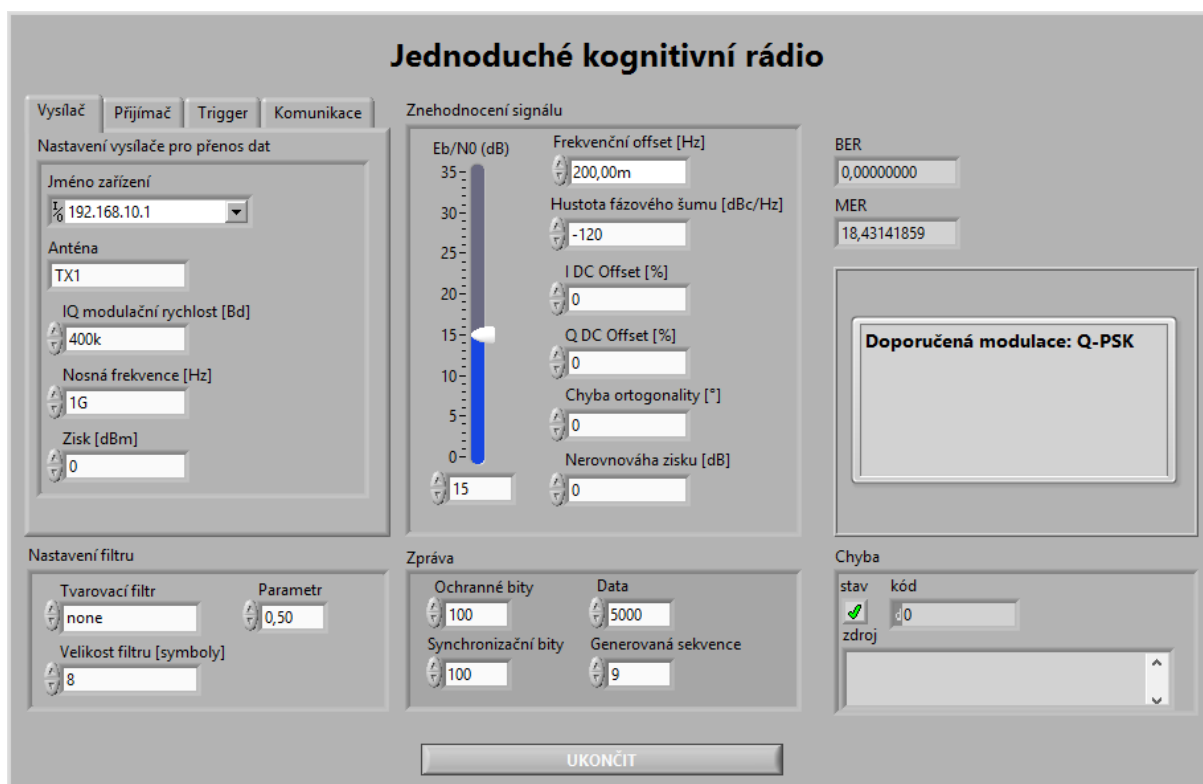 Jednoduché kognitivní rádio
Vysílač Přijímač Trigger Komunikace
Nastavení vysílače pro přenos dat
Jméno zařízení
192.168.10.1
Anténa
TX1
IQ modulační rychlost [Bd]
400k
Nosná frekvence [Hz]
1G
Zisk [dBm]
0
Znehodnocení signálu
Eb/N0 (dB)
35
30
25
20
15
10
5
0
15
Frekvenční offset [Hz]
200,00m
Hustota fázového šumu [dBc/Hz]
-120
I DC Offset [%]
0
Q DC Offset [%]
0
Chyba ortogonality [°]
0
Nerovnováha zisku [dB]
0
BER
0,00000000
MER
18,43141859
Doporučená modulace: Q-PSK
Nastavení filtru
Tvarovací filtr Parametr
none 0,50
Velikost filtru [symboly]
8
Zpráva
Ochranné bity Data
100 5000
Synchronizační bity Generovaná sekvence
100 9
Chyba
stav kód
d0
zdroj
UKONČIT